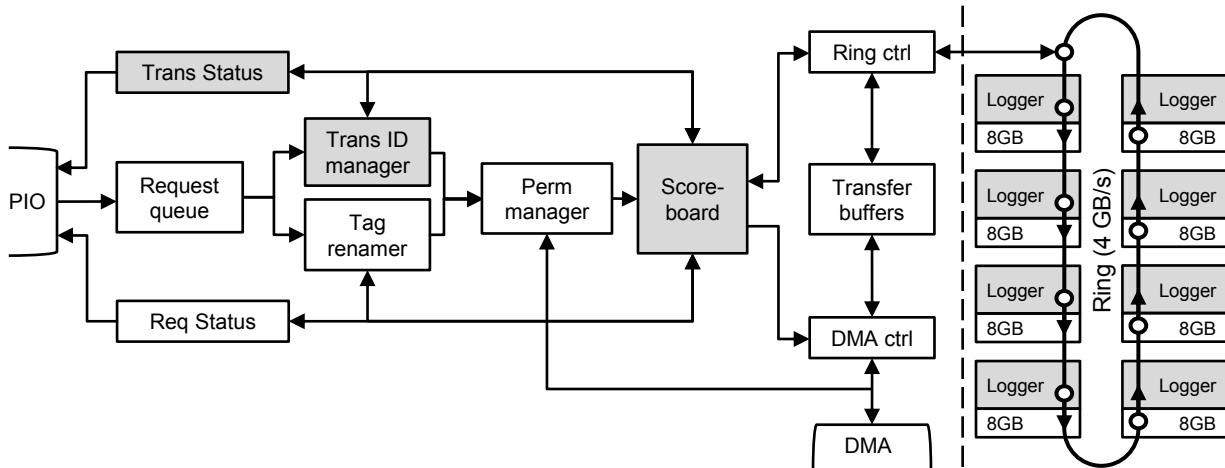 Trans Status
PIO
Request
queue
Trans ID
manager
Tag
renamer
Req Status
Perm
manager
Score-
board
Ring ctrl
Transfer
buffers
DMA ctrl
DMA
Logger
8GB
Logger
8GB
Logger
8GB
Logger
8GB
Ring (4 GB/s)
Logger
8GB
Logger
8GB
Logger
8GB
Logger
8GB